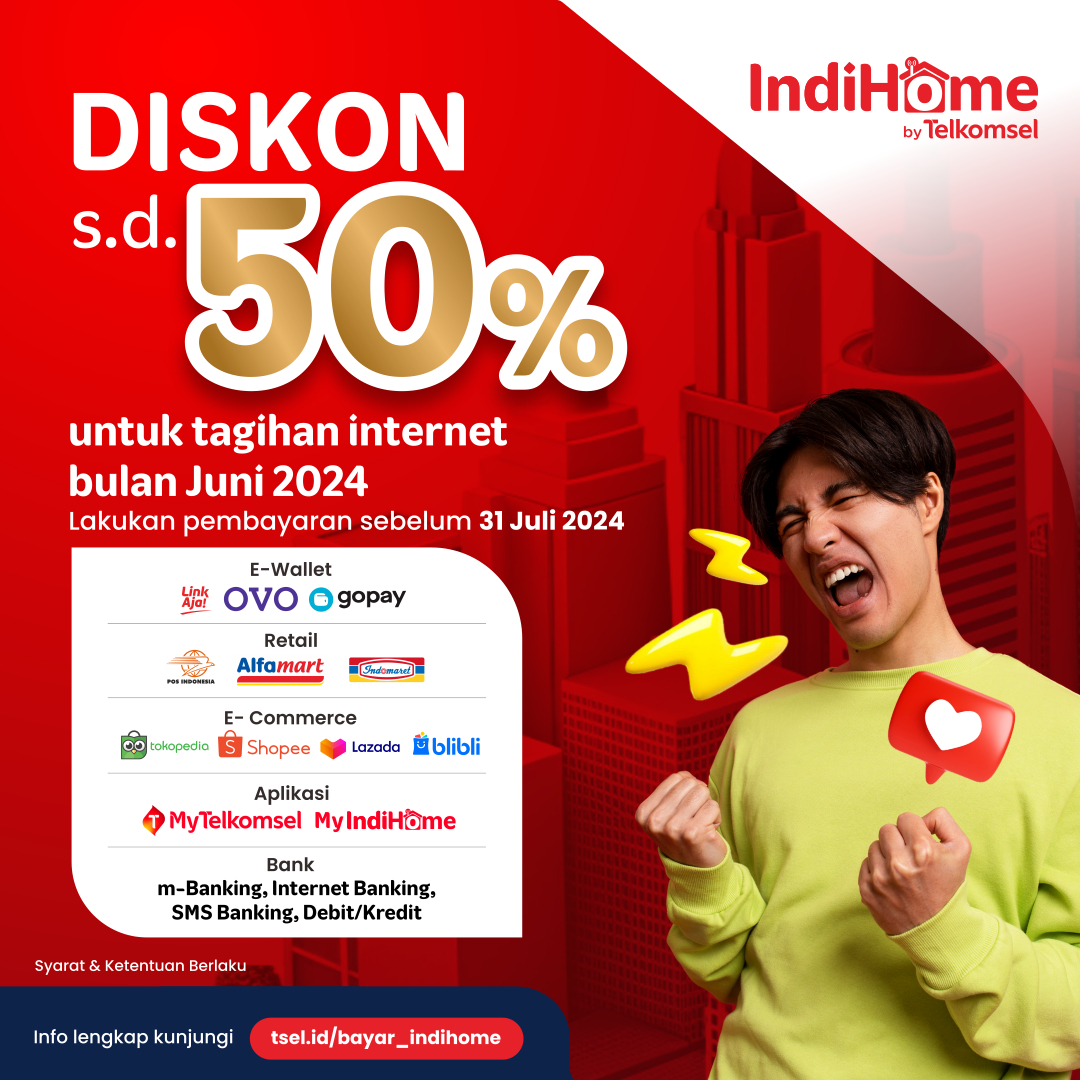 IndiHome
by Telkomsel
DISKON
s.d. 50%
untuk tagihan internet
bulan Juni 2024
Lakukan pembayaran sebelum 31 Juli 2024
E-Wallet
Link
Aja!
OVO
gopay
Retail
POS INDONESIA
Alfamart
Indomaret
E- Commerce
tokopedia
Shopee
Lazada
blibli
Aplikasi
T MyTelkomsel
MyIndiHome
Bank
m-Banking, Internet Banking,
SMS Banking, Debit/Kredit
Syarat & Ketentuan Berlaku
Info lengkap kunjungi tsel.id/bayar_indihome